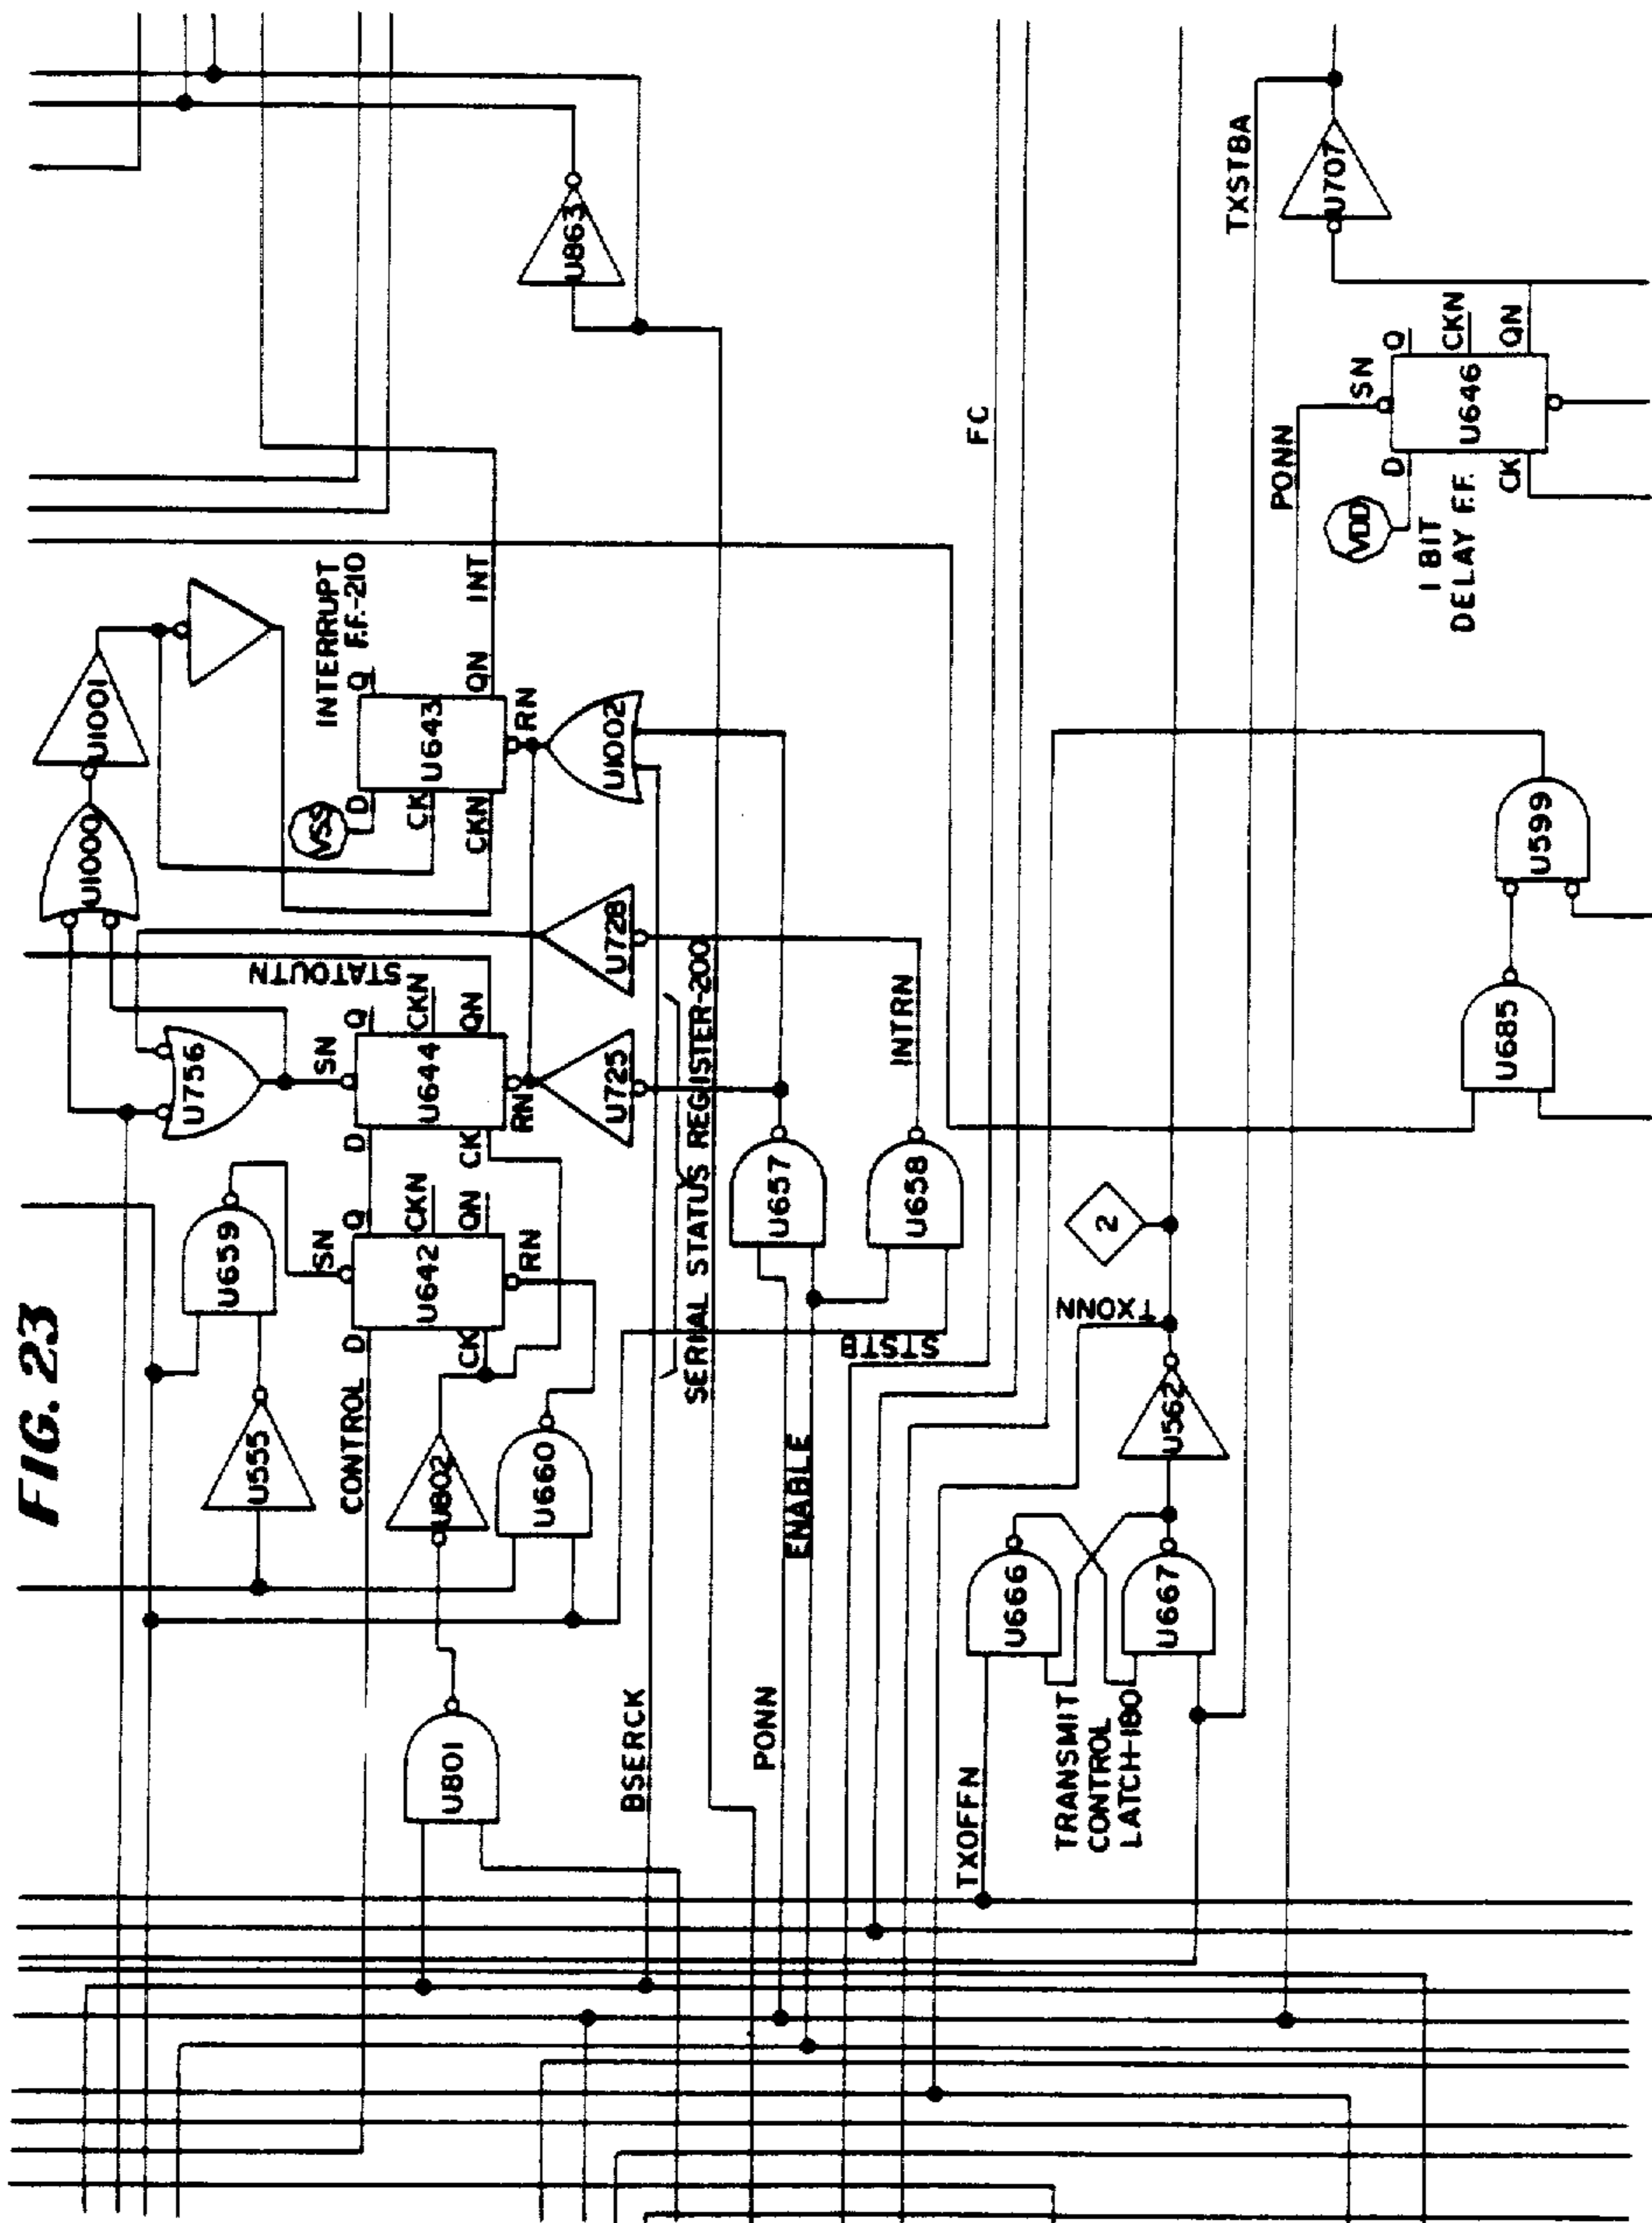 FIG. 23
U1001
U1000
U756
STATOUTN
U659
U555
INTERRUPT
F.F.-210
VSS
D
Q
CK
U643
CKN
QN
INT
RN
U1002
SN
D
Q
U644
CKN
CK
QN
RN
U728
U725
SN
CONTROL
D
Q
U642
CKN
CK
QN
RN
U802
U660
U801
U863
BSERCK
SERIAL STATUS REGISTER-200
PONN
U657
ENABLE
INTRN
U658
STSTB
FC
TXOFFN
U666
TRANSMIT
CONTROL
LATCH-180
U667
U562
TXONN
2
TXSTBA
U707
PONN
SN
VDD
D
Q
U646
CKN
CK
QN
1 BIT
DELAY F.F.
U685
U599